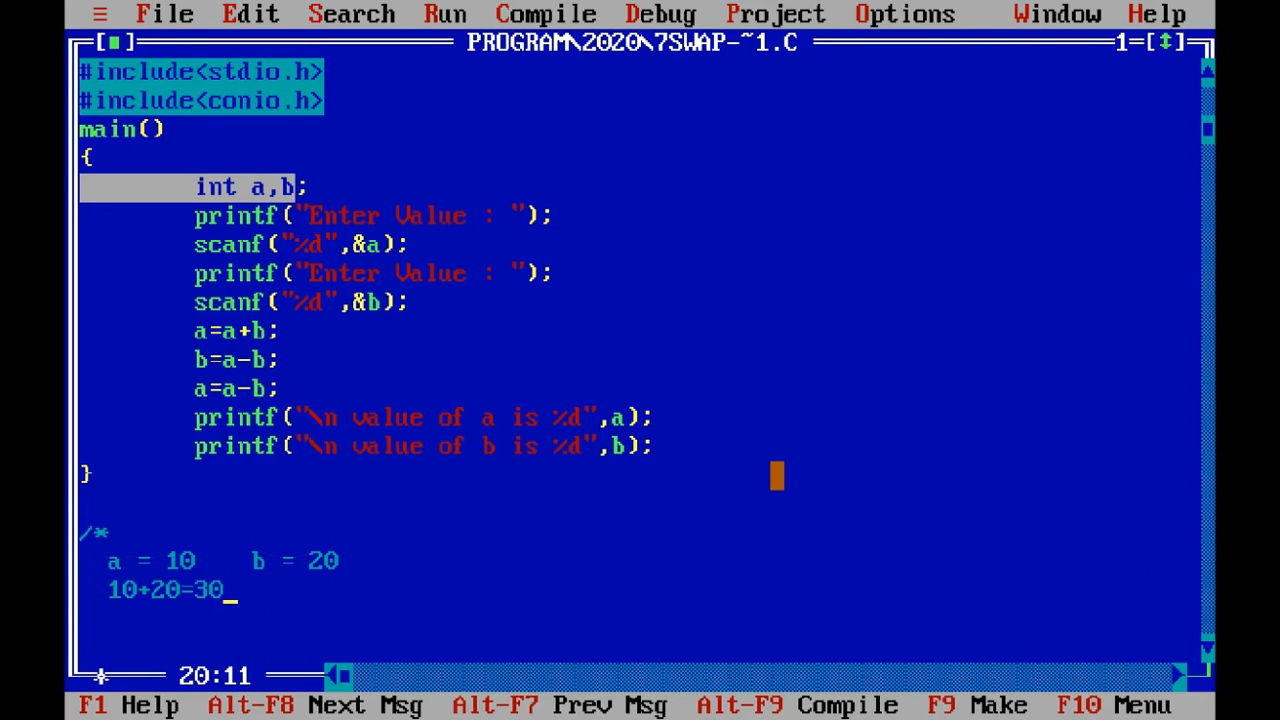 ≡ File Edit Search Run Compile Debug Project Options Window Help
[■] PROGRAM\2020\7SWAP-~1.C 1=[↕]
#include<stdio.h>
#include<conio.h>
main()
{
int a,b;
printf("Enter Value : ");
scanf("%d",&a);
printf("Enter Value : ");
scanf("%d",&b);
a=a+b;
b=a-b;
a=a-b;
printf("\n value of a is %d",a);
printf("\n value of b is %d",b);
}
/*
a = 10 b = 20
10+20=30_
* 20:11
F1 Help Alt-F8 Next Msg Alt-F7 Prev Msg Alt-F9 Compile F9 Make F10 Menu